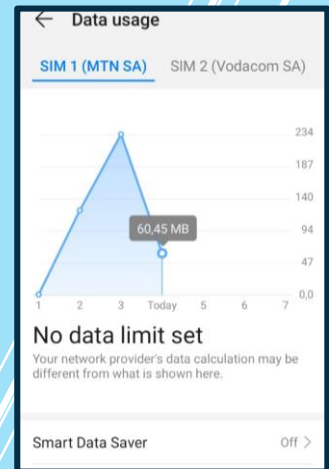 ← Data usage
SIM 1 (MTN SA) SIM 2 (Vodacom SA)
234
187
140
94
47
0,0
60,45 MB
1 2 3 Today 5 6 7
No data limit set
Your network provider's data calculation may be
different from what is shown here.
Smart Data Saver Off >